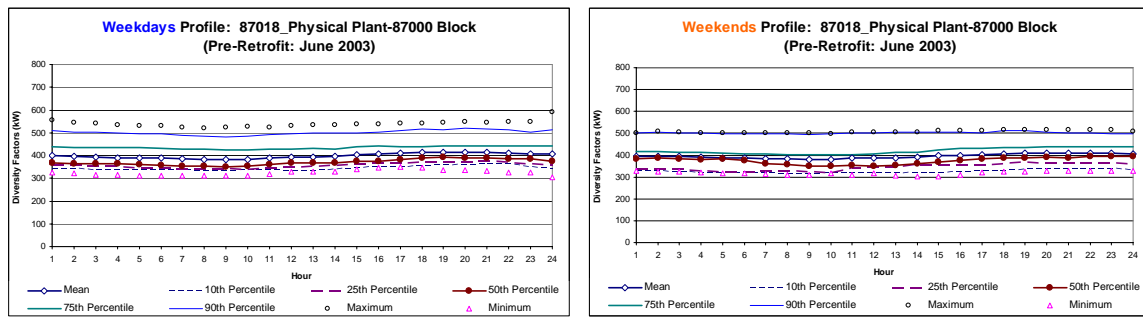 Weekdays Profile: 87018_Physical Plant-87000 Block
(Pre-Retrofit: June 2003)
800
700
600
500
400
300
200
100
0
Diversity Factors (kW)
1 2 3 4 5 6 7 8 9 10 11 12 13 14 15 16 17 18 19 20 21 22 23 24
Hour
Mean 10th Percentile 25th Percentile 50th Percentile
75th Percentile 90th Percentile Maximum Minimum
Weekends Profile: 87018_Physical Plant-87000 Block
(Pre-Retrofit: June 2003)
800
700
600
500
400
300
200
100
0
Diversity Factors (kW)
1 2 3 4 5 6 7 8 9 10 11 12 13 14 15 16 17 18 19 20 21 22 23 24
Hour
Mean 10th Percentile 25th Percentile 50th Percentile
75th Percentile 90th Percentile Maximum Minimum